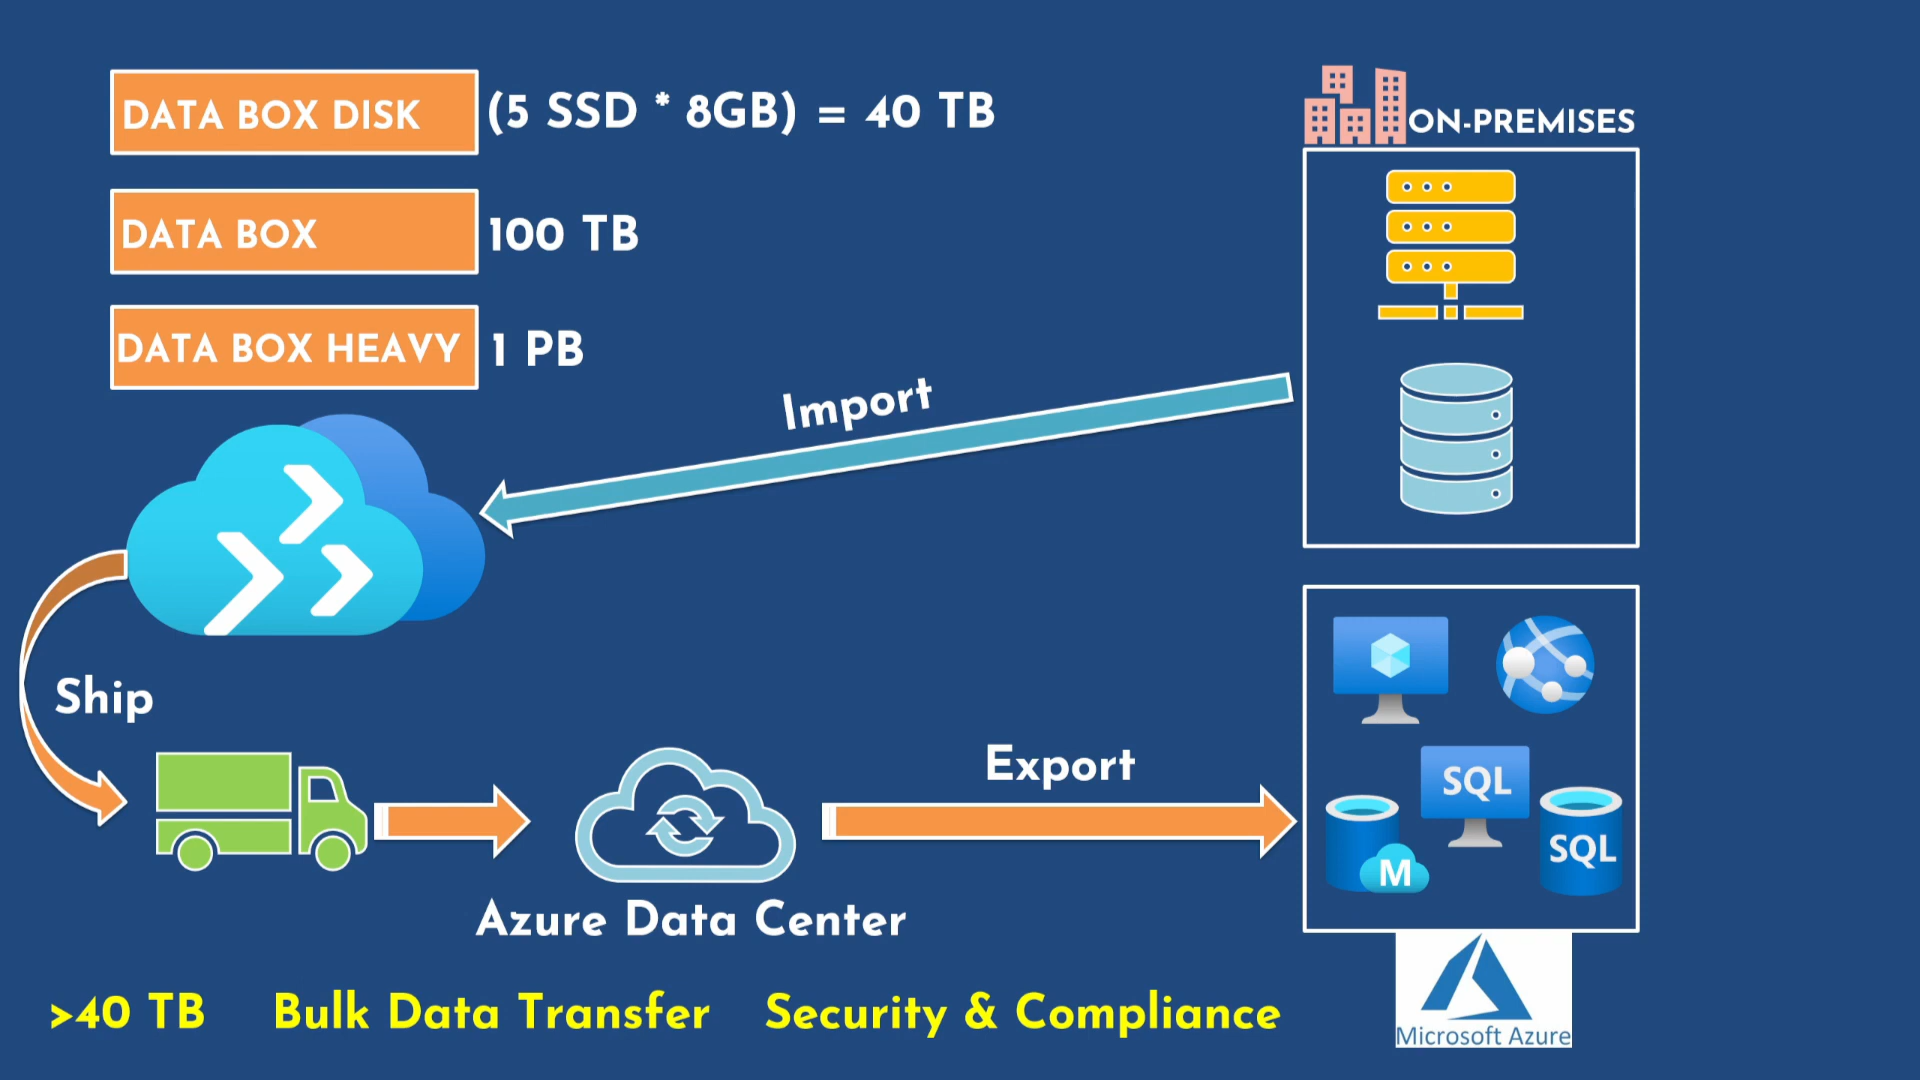 DATA BOX DISK (5 SSD * 8GB) = 40 TB
ON-PREMISES
DATA BOX 100 TB
DATA BOX HEAVY 1 PB
Import
Ship
Export
SQL
SQL
M
Azure Data Center
>40 TB Bulk Data Transfer Security & Compliance
Microsoft Azure